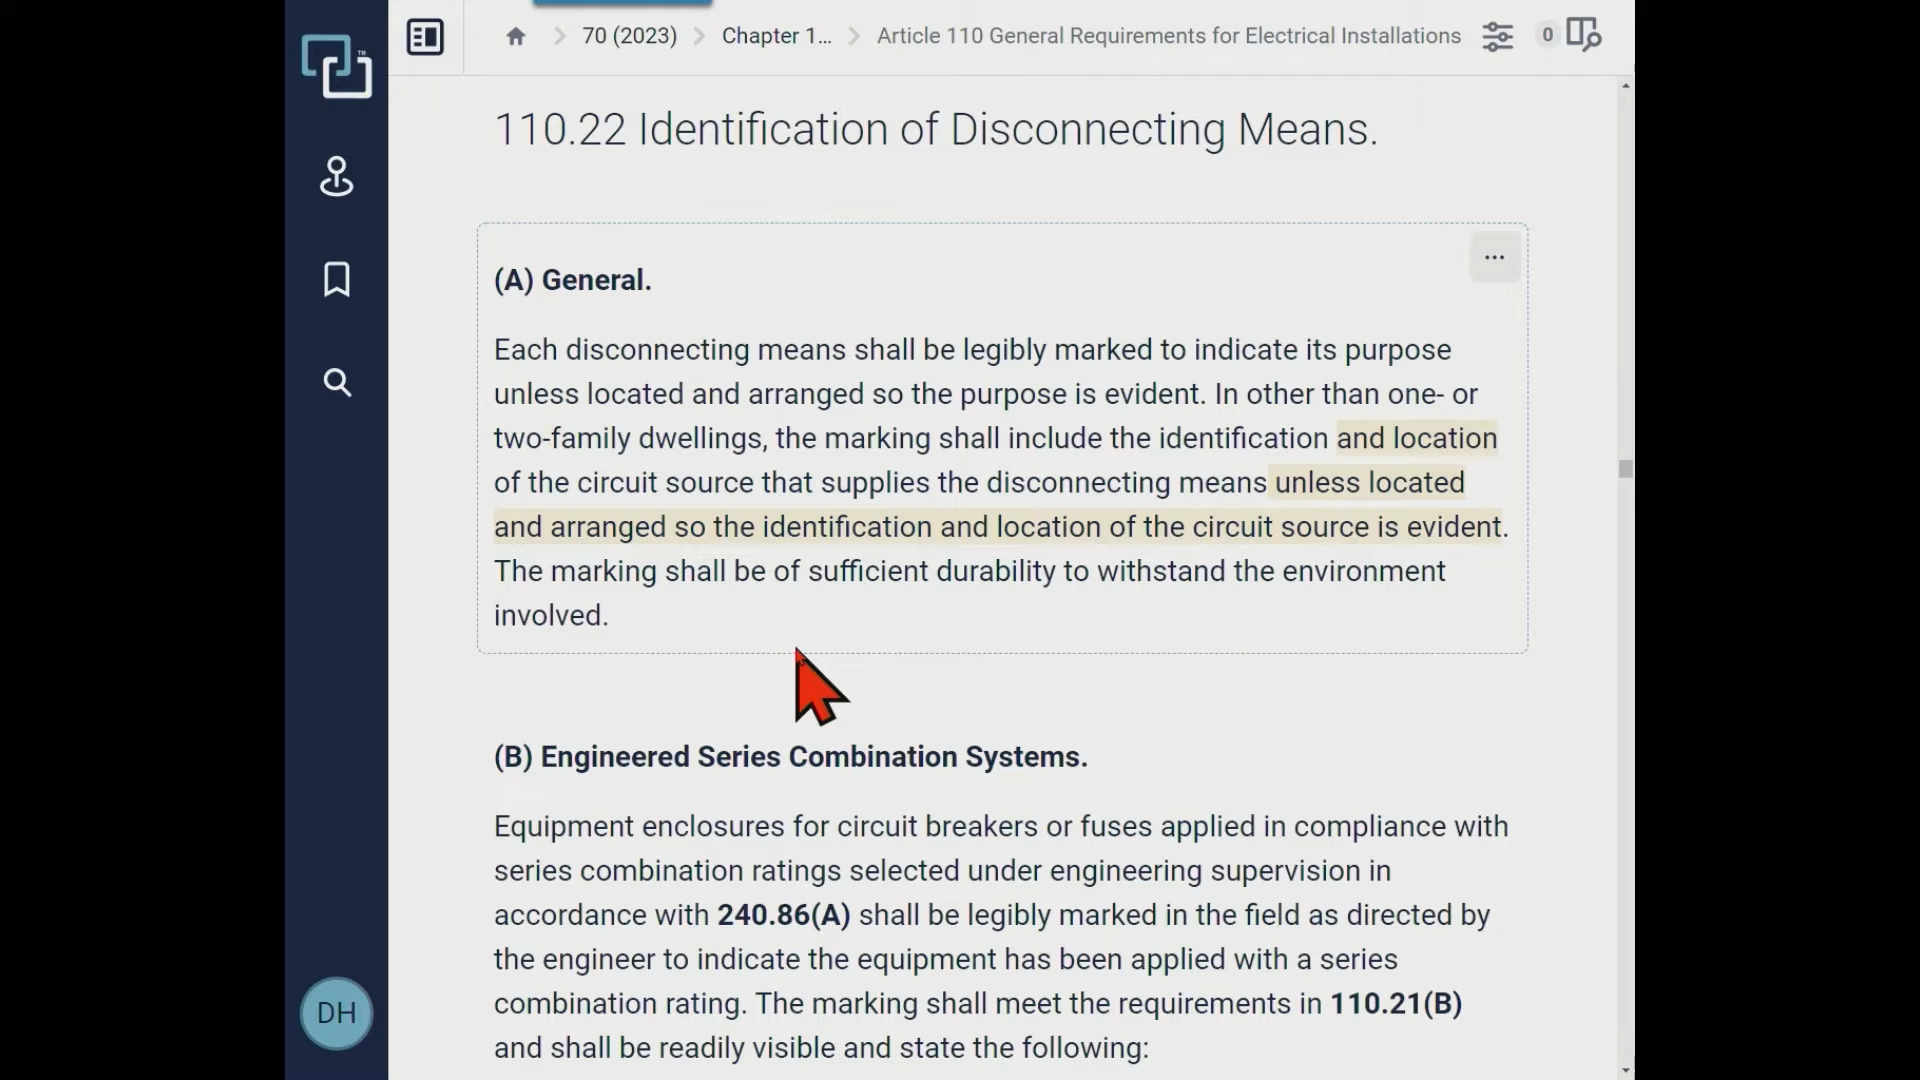 70 (2023)
Chapter 1...
Article 110 General Requirements for Electrical Installations
0
110.22 Identification of Disconnecting Means.
...
(A) General.
Each disconnecting means shall be legibly marked to indicate its purpose
unless located and arranged so the purpose is evident. In other than one- or
two-family dwellings, the marking shall include the identification and location
of the circuit source that supplies the disconnecting means unless located
and arranged so the identification and location of the circuit source is evident.
The marking shall be of sufficient durability to withstand the environment
involved.
(B) Engineered Series Combination Systems.
Equipment enclosures for circuit breakers or fuses applied in compliance with
series combination ratings selected under engineering supervision in
accordance with 240.86(A) shall be legibly marked in the field as directed by
the engineer to indicate the equipment has been applied with a series
combination rating. The marking shall meet the requirements in 110.21(B)
and shall be readily visible and state the following:
DH
TM